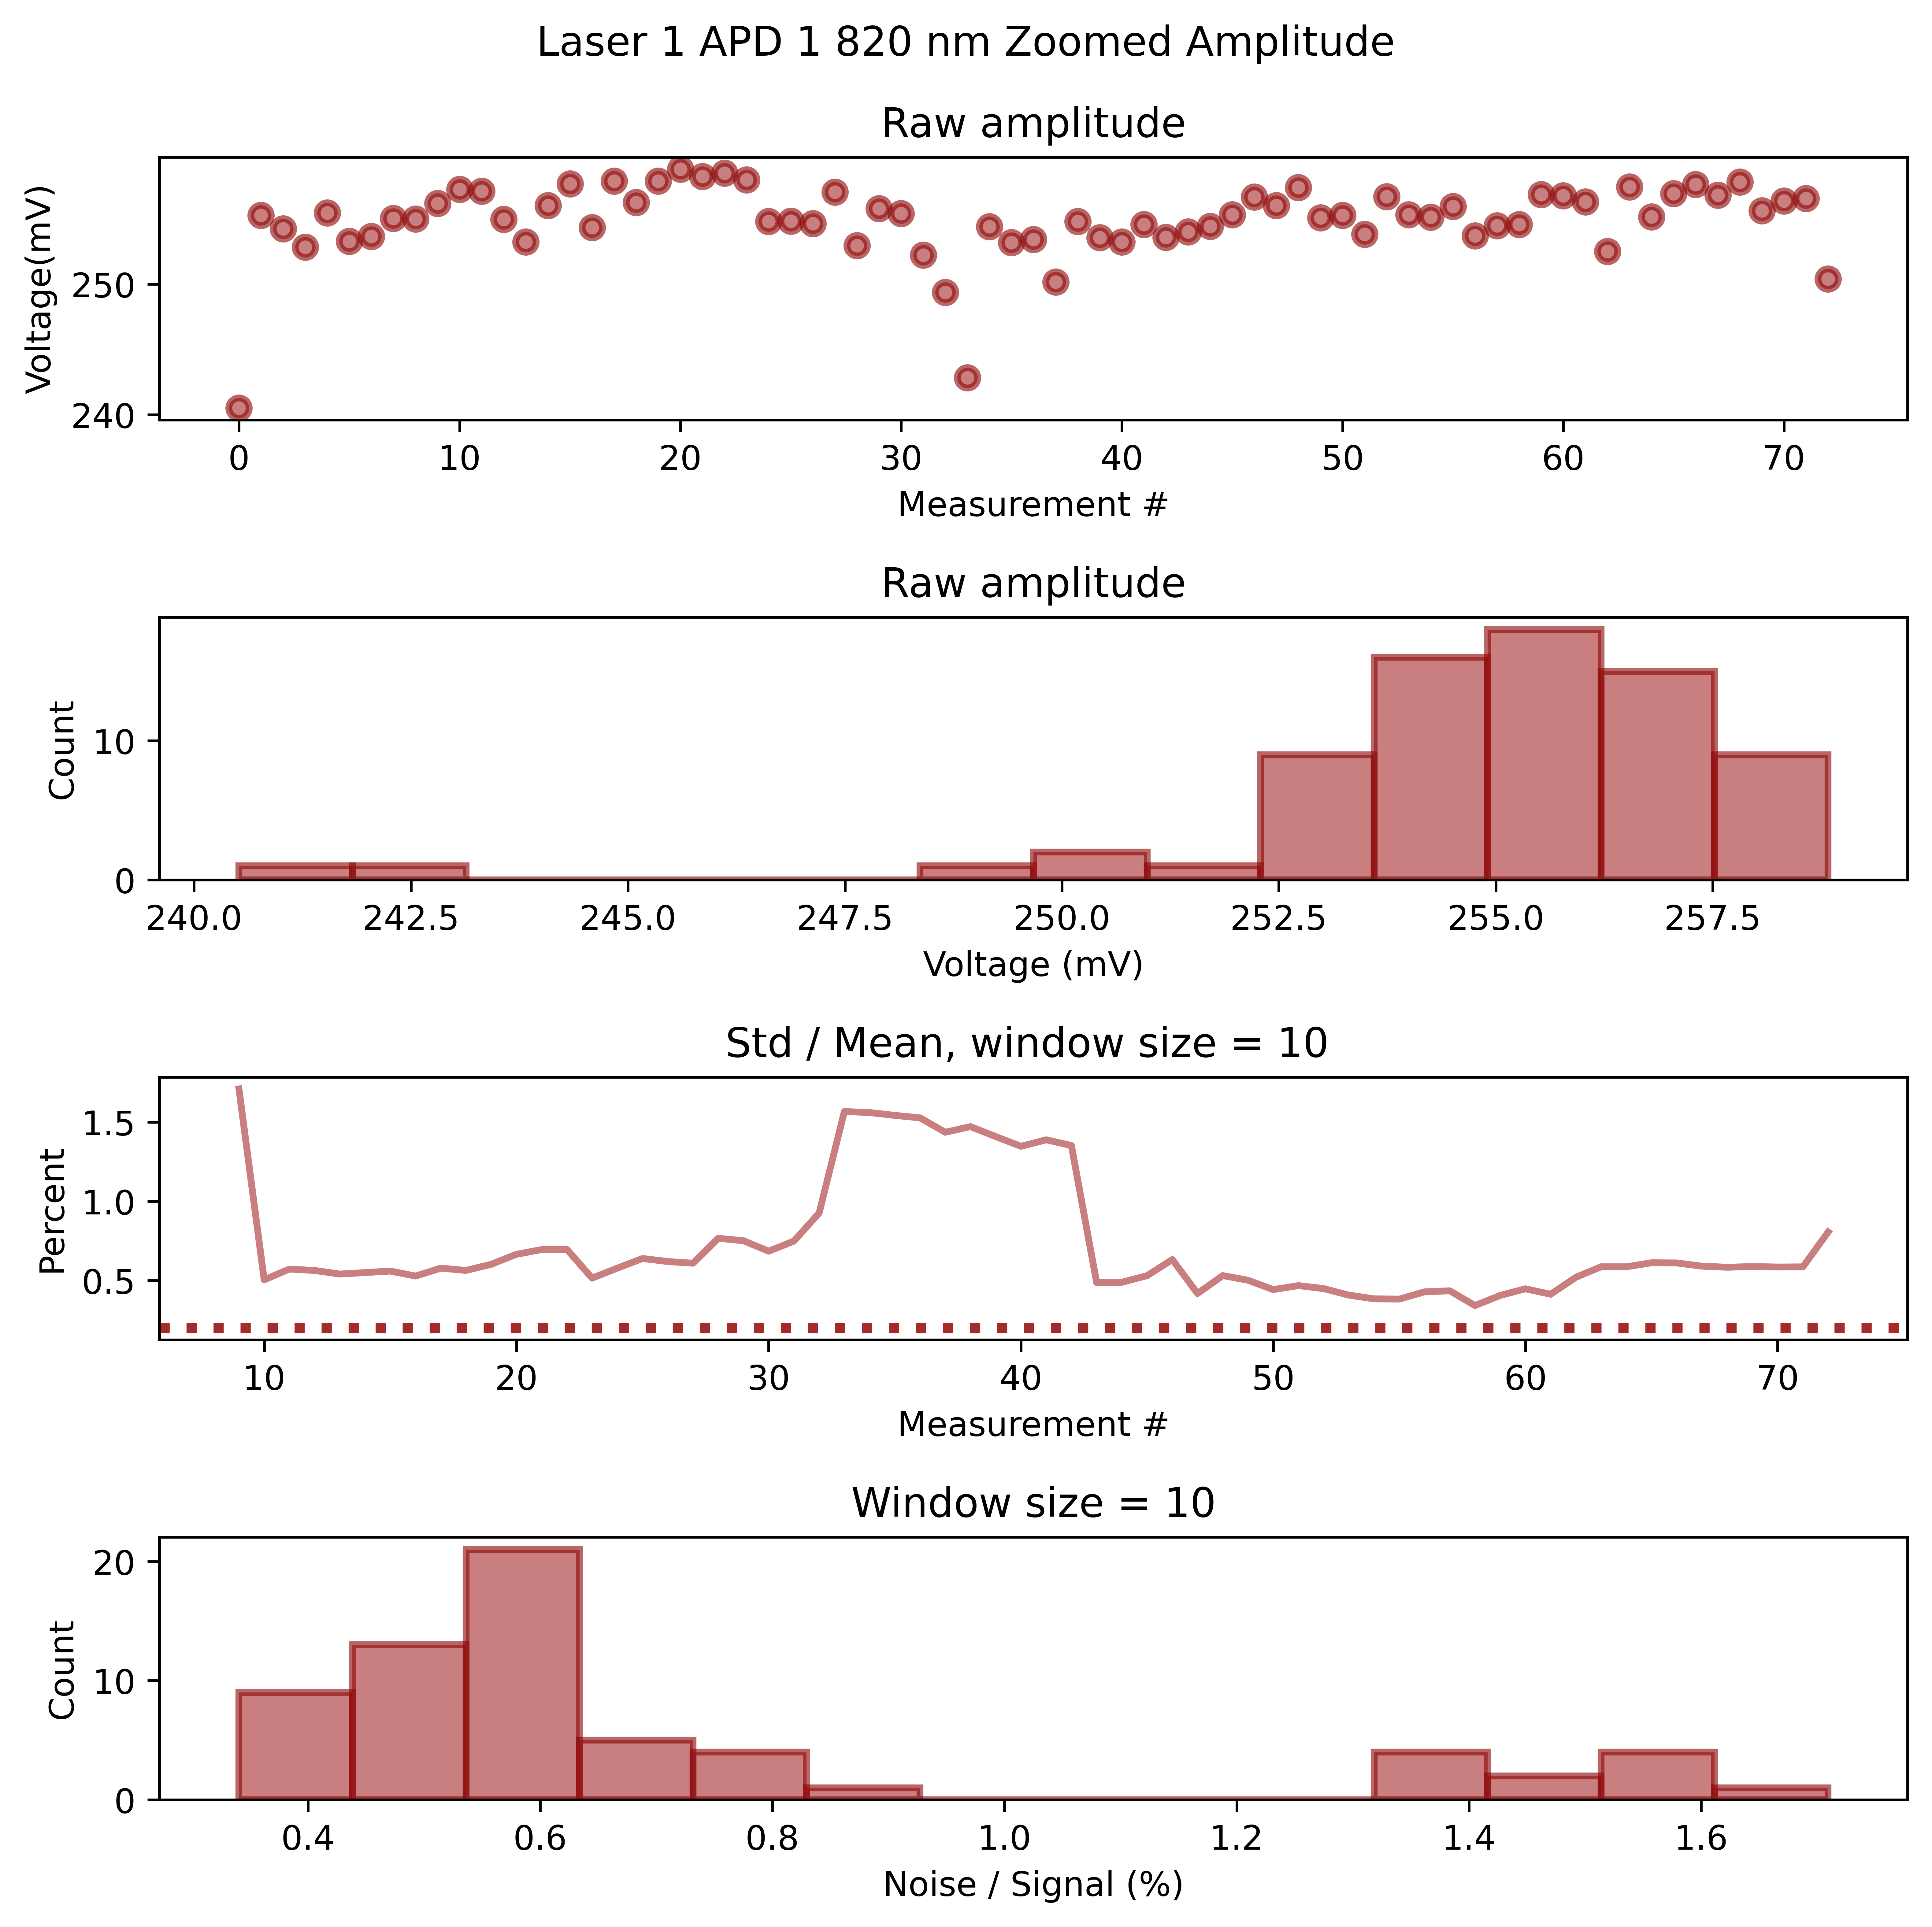 Laser 1 APD 1 820 nm Zoomed Amplitude
Raw amplitude
Voltage(mV)
250
240
0 10 20 30 40 50 60 70
Measurement #
Raw amplitude
Count
10
0
240.0 242.5 245.0 247.5 250.0 252.5 255.0 257.5
Voltage (mV)
Std / Mean, window size = 10
Percent
1.5
1.0
0.5
10 20 30 40 50 60 70
Measurement #
Window size = 10
Count
20
10
0
0.4 0.6 0.8 1.0 1.2 1.4 1.6
Noise / Signal (%)